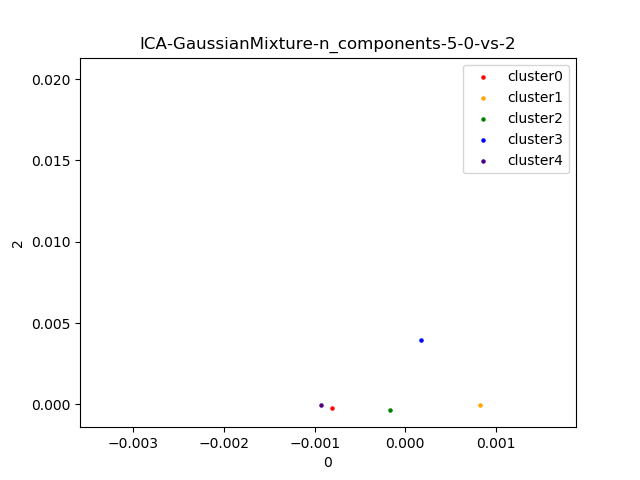 ICA-GaussianMixture-n_components-5-0-vs-2
0.020
0.015
0.010
0.005
0.000
2
cluster0
cluster1
cluster2
cluster3
cluster4
−0.003 −0.002 −0.001 0.000 0.001
0